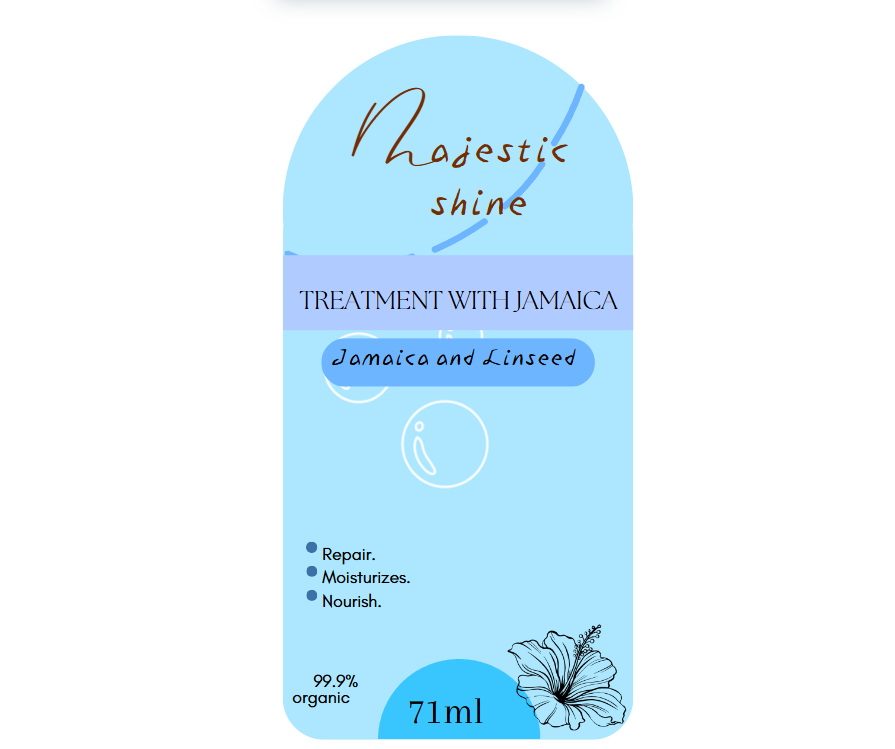 Majestic
shine
TREATMENT WITH JAMAICA
Jamaica and Linseed
Repair.
Moisturizes.
Nourish.
99.9%
organic
71ml